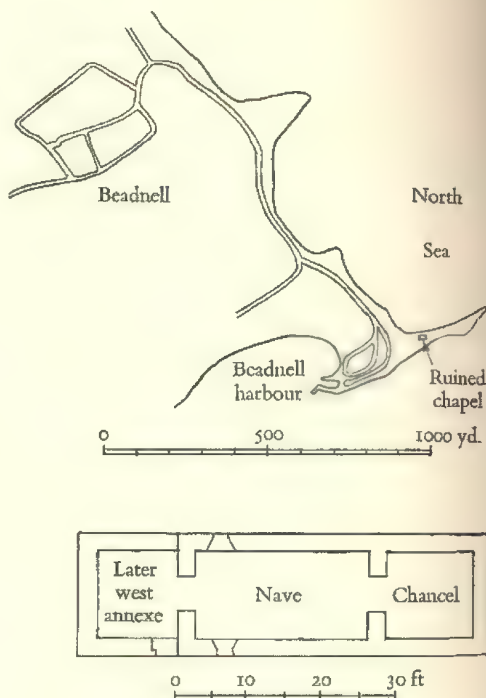 Beadnell
North
Sea
Beadnell
harbour
Ruined
chapel
0 500 1000 yd.
Later
west
annexe
Nave
Chancel
0 10 20 30 ft